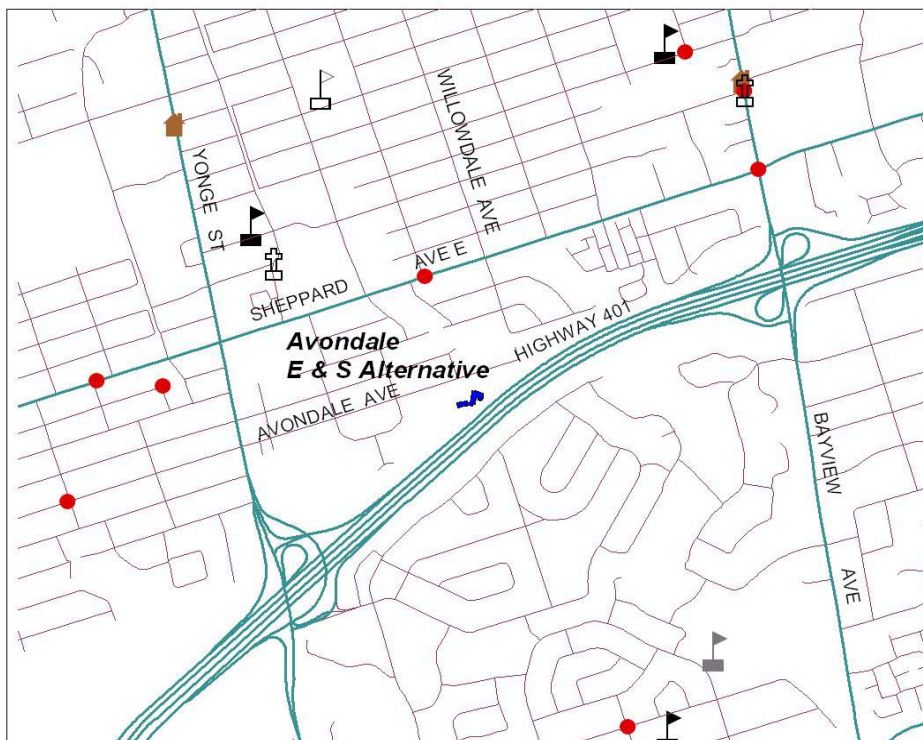 WILLOWDALE AVE
YONGE ST
SHEPPARD AVE E
HIGHWAY 401
Avondale
E & S Alternative
AVONDALE AVE
BAYVIEW AVE